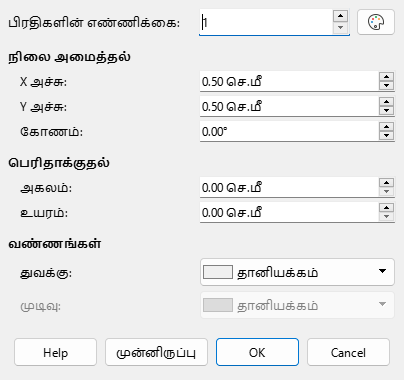 பிரதிகளின் எண்ணிக்கை: 1
நிலை அமைத்தல்
X அச்சு: 0.50 செ.மீ
Y அச்சு: 0.50 செ.மீ
கோணம்: 0.00°
பெரிதாக்குதல்
அகலம்: 0.00 செ.மீ
உயரம்: 0.00 செ.மீ
வண்ணங்கள்
துவக்கு: தானியக்கம்
முடிவு: தானியக்கம்
Help முன்னிருப்பு OK Cancel